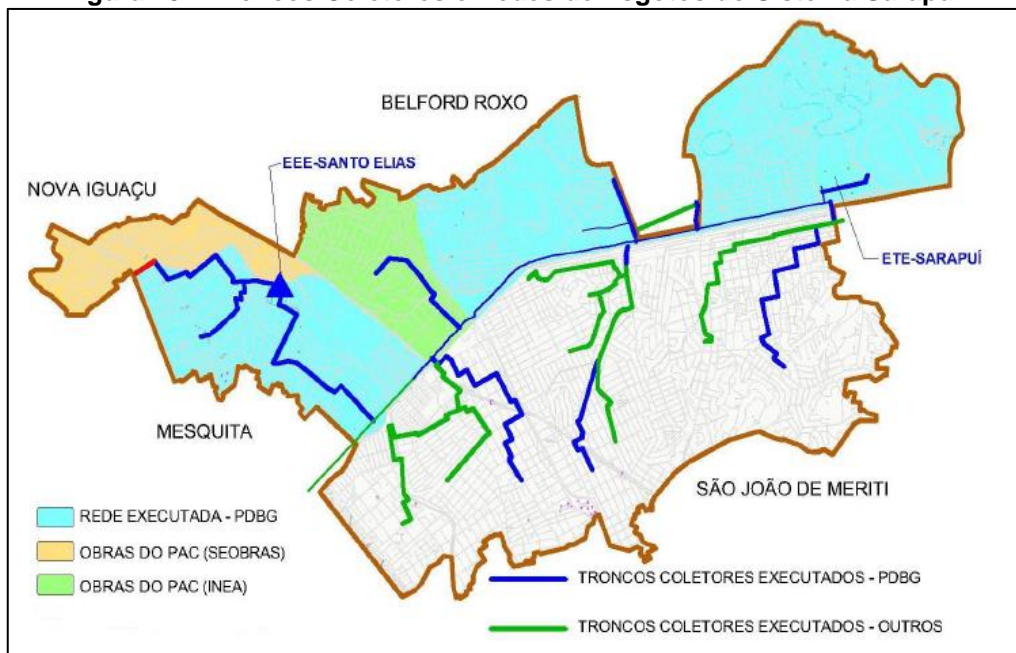 BELFORD ROXO
EEE-SANTO ELIAS
NOVA IGUAÇU
ETE-SARAPUÍ
MESQUITA
SÃO JOÃO DE MERITI
REDE EXECUTADA - PDBG
OBRAS DO PAC (SEOBRAS)
OBRAS DO PAC (INEA)
TRONCOS COLETORES EXECUTADOS - PDBG
TRONCOS COLETORES EXECUTADOS - OUTROS